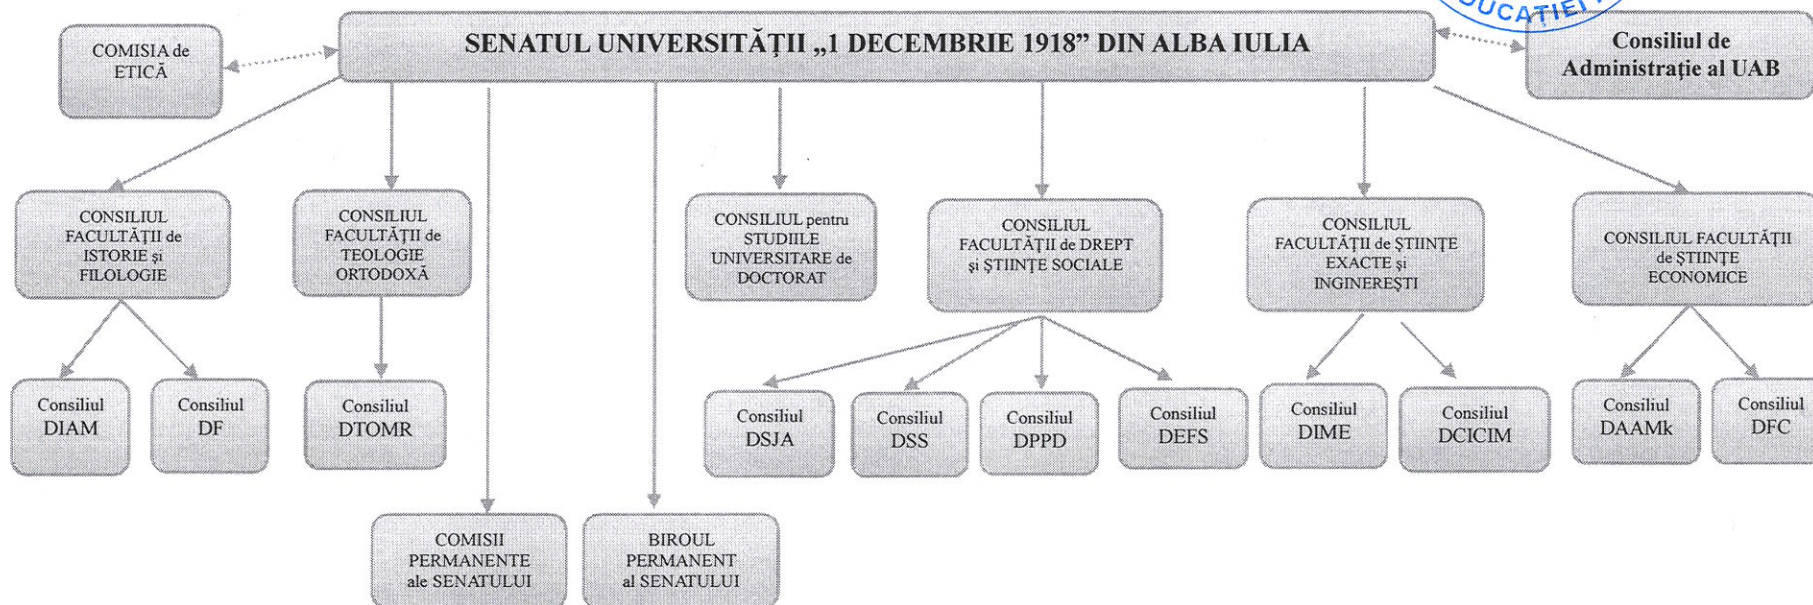 DUCAȚIEI
COMISIA de
ETICĂ
SENATUL UNIVERSITĂȚII „1 DECEMBRIE 1918” DIN ALBA IULIA
Consiliul de
Administrație al UAB
CONSILIUL
FACULTĂȚII de
ISTORIE și
FILOLOGIE
CONSILIUL
FACULTĂȚII de
TEOLOGIE
ORTODOXĂ
CONSILIUL pentru
STUDIILE
UNIVERSITARE de
DOCTORAT
CONSILIUL
FACULTĂȚII de DREPT
și ȘTIINȚE SOCIALE
CONSILIUL
FACULTĂȚII de ȘTIINȚE
EXACTE și
INGINEREȘTI
CONSILIUL FACULTĂȚII
de ȘTIINȚE
ECONOMICE
Consiliul
DIAM
Consiliul
DF
Consiliul
DTOMR
Consiliul
DSJA
Consiliul
DSS
Consiliul
DPPD
Consiliul
DEFS
Consiliul
DIME
Consiliul
DCICIM
Consiliul
DAAMk
Consiliul
DFC
COMISII
PERMANENTE
ale SENATULUI
BIROUL
PERMANENT
al SENATULUI